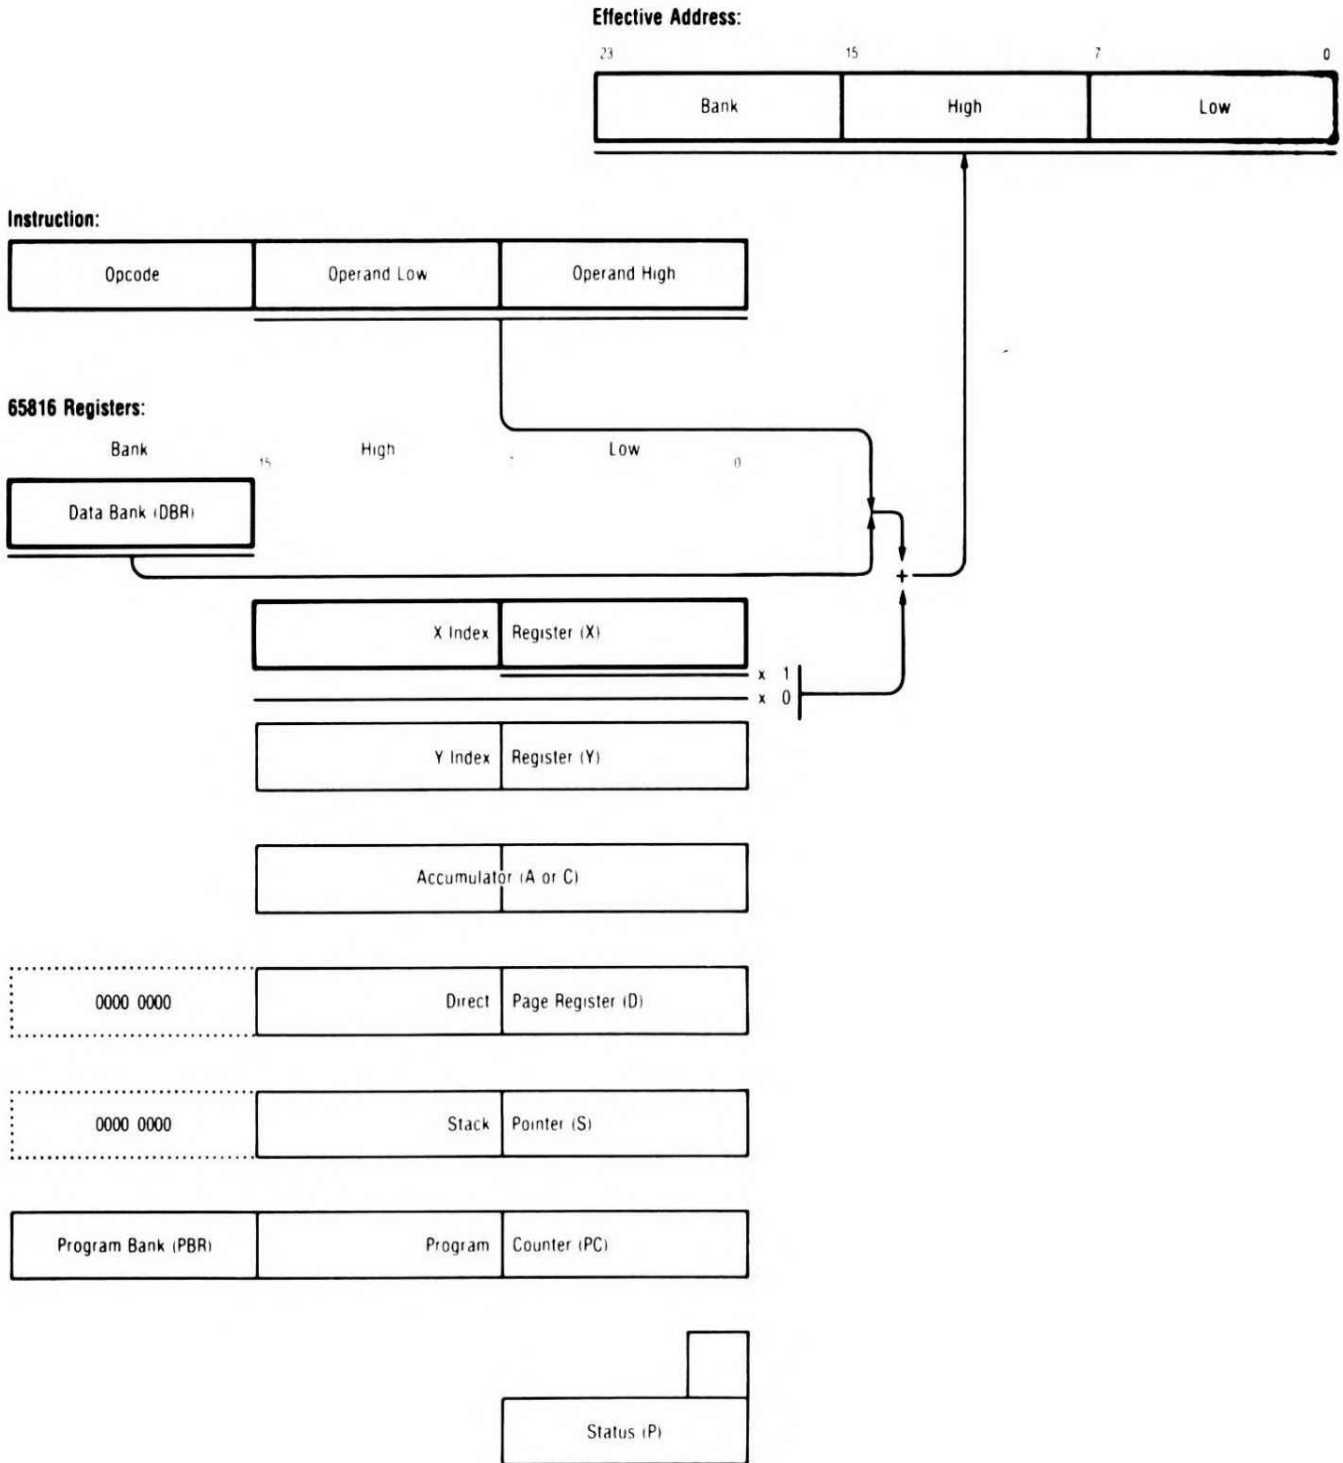 Effective Address:
23 15 7 0
Bank High Low
Instruction:
Opcode Operand Low Operand High
65816 Registers:
Bank High Low
15 0
Data Bank (DBR)
X Index Register (X)
x 1
x 0
Y Index Register (Y)
Accumulator (A or C)
0000 0000 Direct Page Register (D)
0000 0000 Stack Pointer (S)
Program Bank (PBR) Program Counter (PC)
Status (P)
+